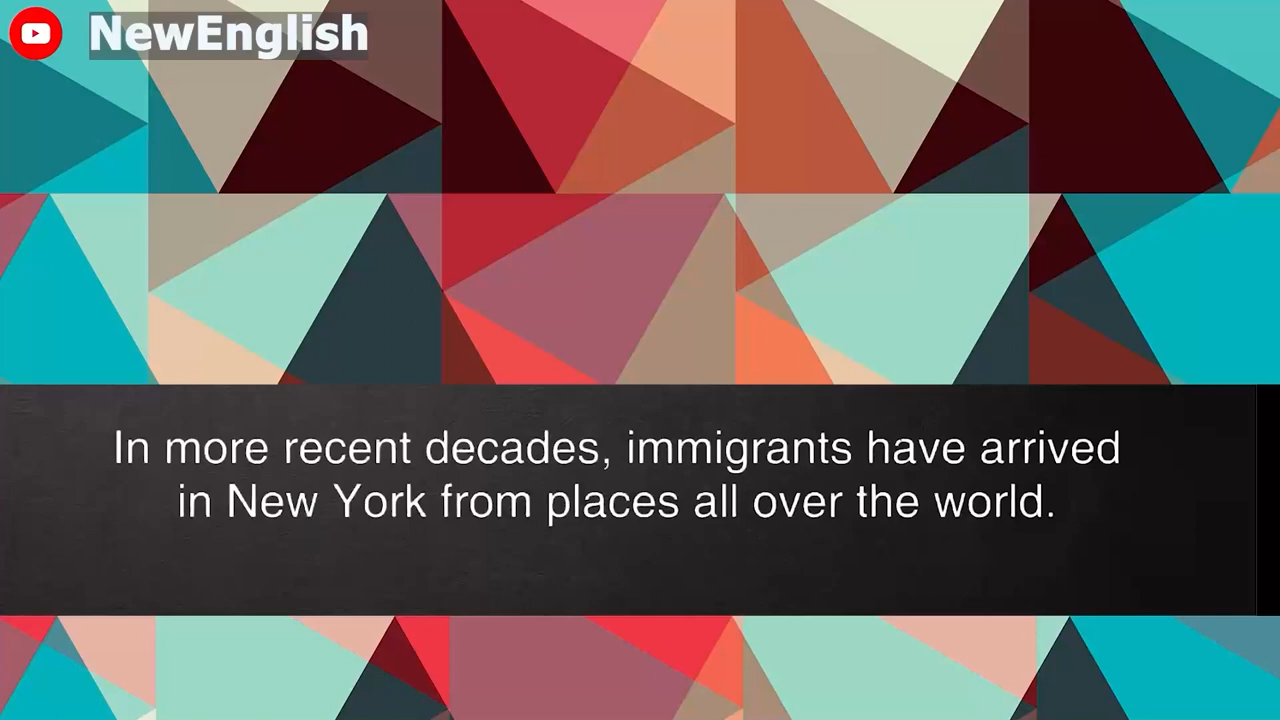 NewEnglish
In more recent decades, immigrants have arrived
in New York from places all over the world.